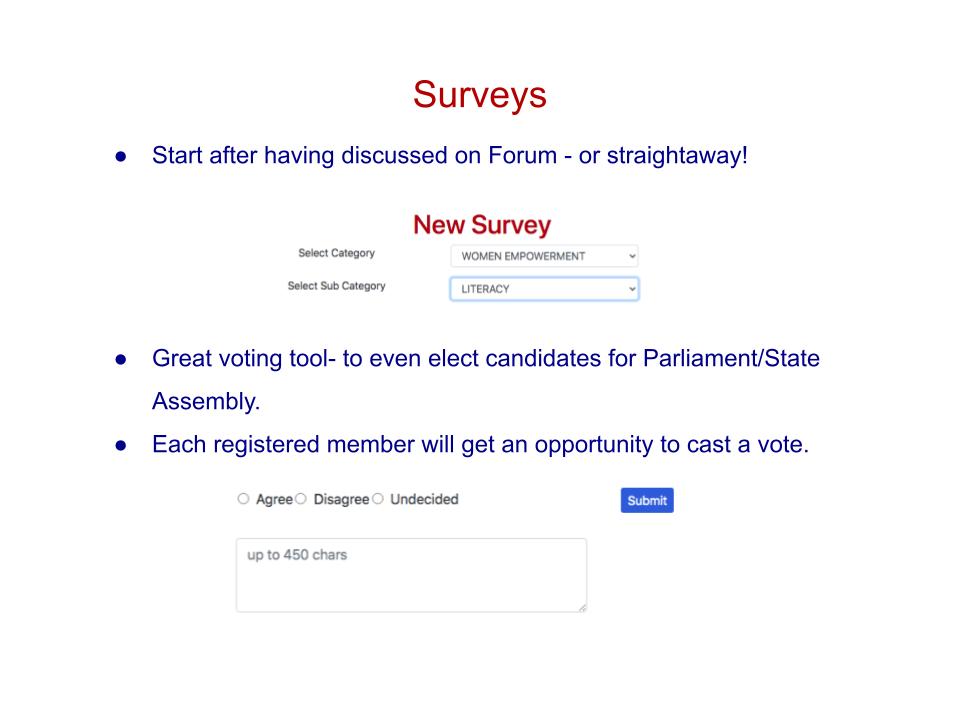 Surveys
● Start after having discussed on Forum - or straightaway!
New Survey
Select Category WOMEN EMPOWERMENT
Select Sub Category LITERACY
● Great voting tool- to even elect candidates for Parliament/State
Assembly.
● Each registered member will get an opportunity to cast a vote.
Agree Disagree Undecided Submit
up to 450 chars